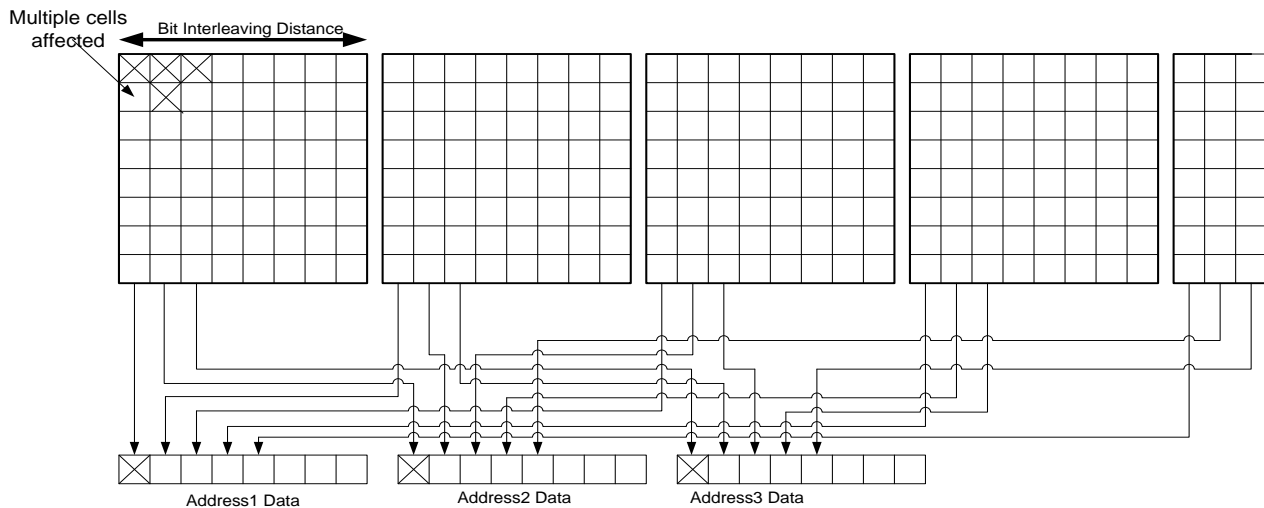 Multiple cells
affected
Bit Interleaving Distance
Address1 Data
Address2 Data
Address3 Data